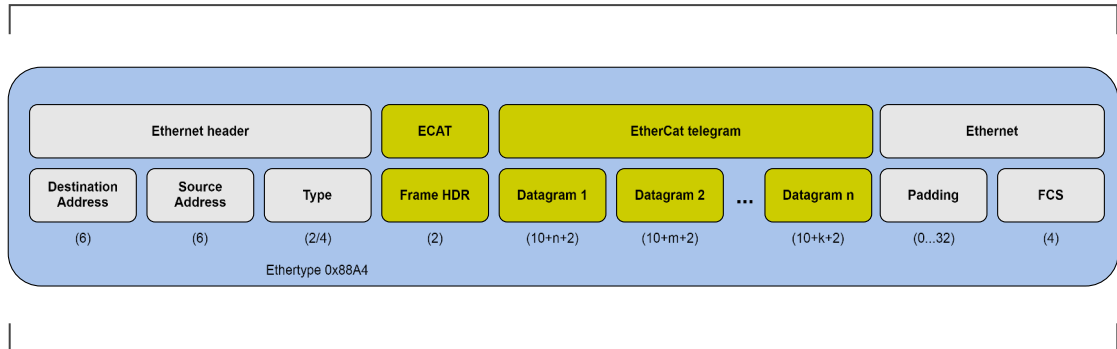 Ethernet header
ECAT
EtherCat telegram
Ethernet
Destination
Address
Source
Address
Type
Frame HDR
Datagram 1
Datagram 2
...
Datagram n
Padding
FCS
(6)
(6)
(2/4)
(2)
(10+n+2)
(10+m+2)
(10+k+2)
(0...32)
(4)
Ethertype 0x88A4